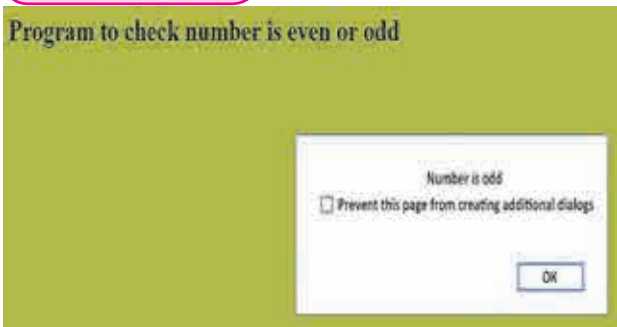 Program to check number is even or odd
Number is odd
Prevent this page from creating additional dialogs
OK